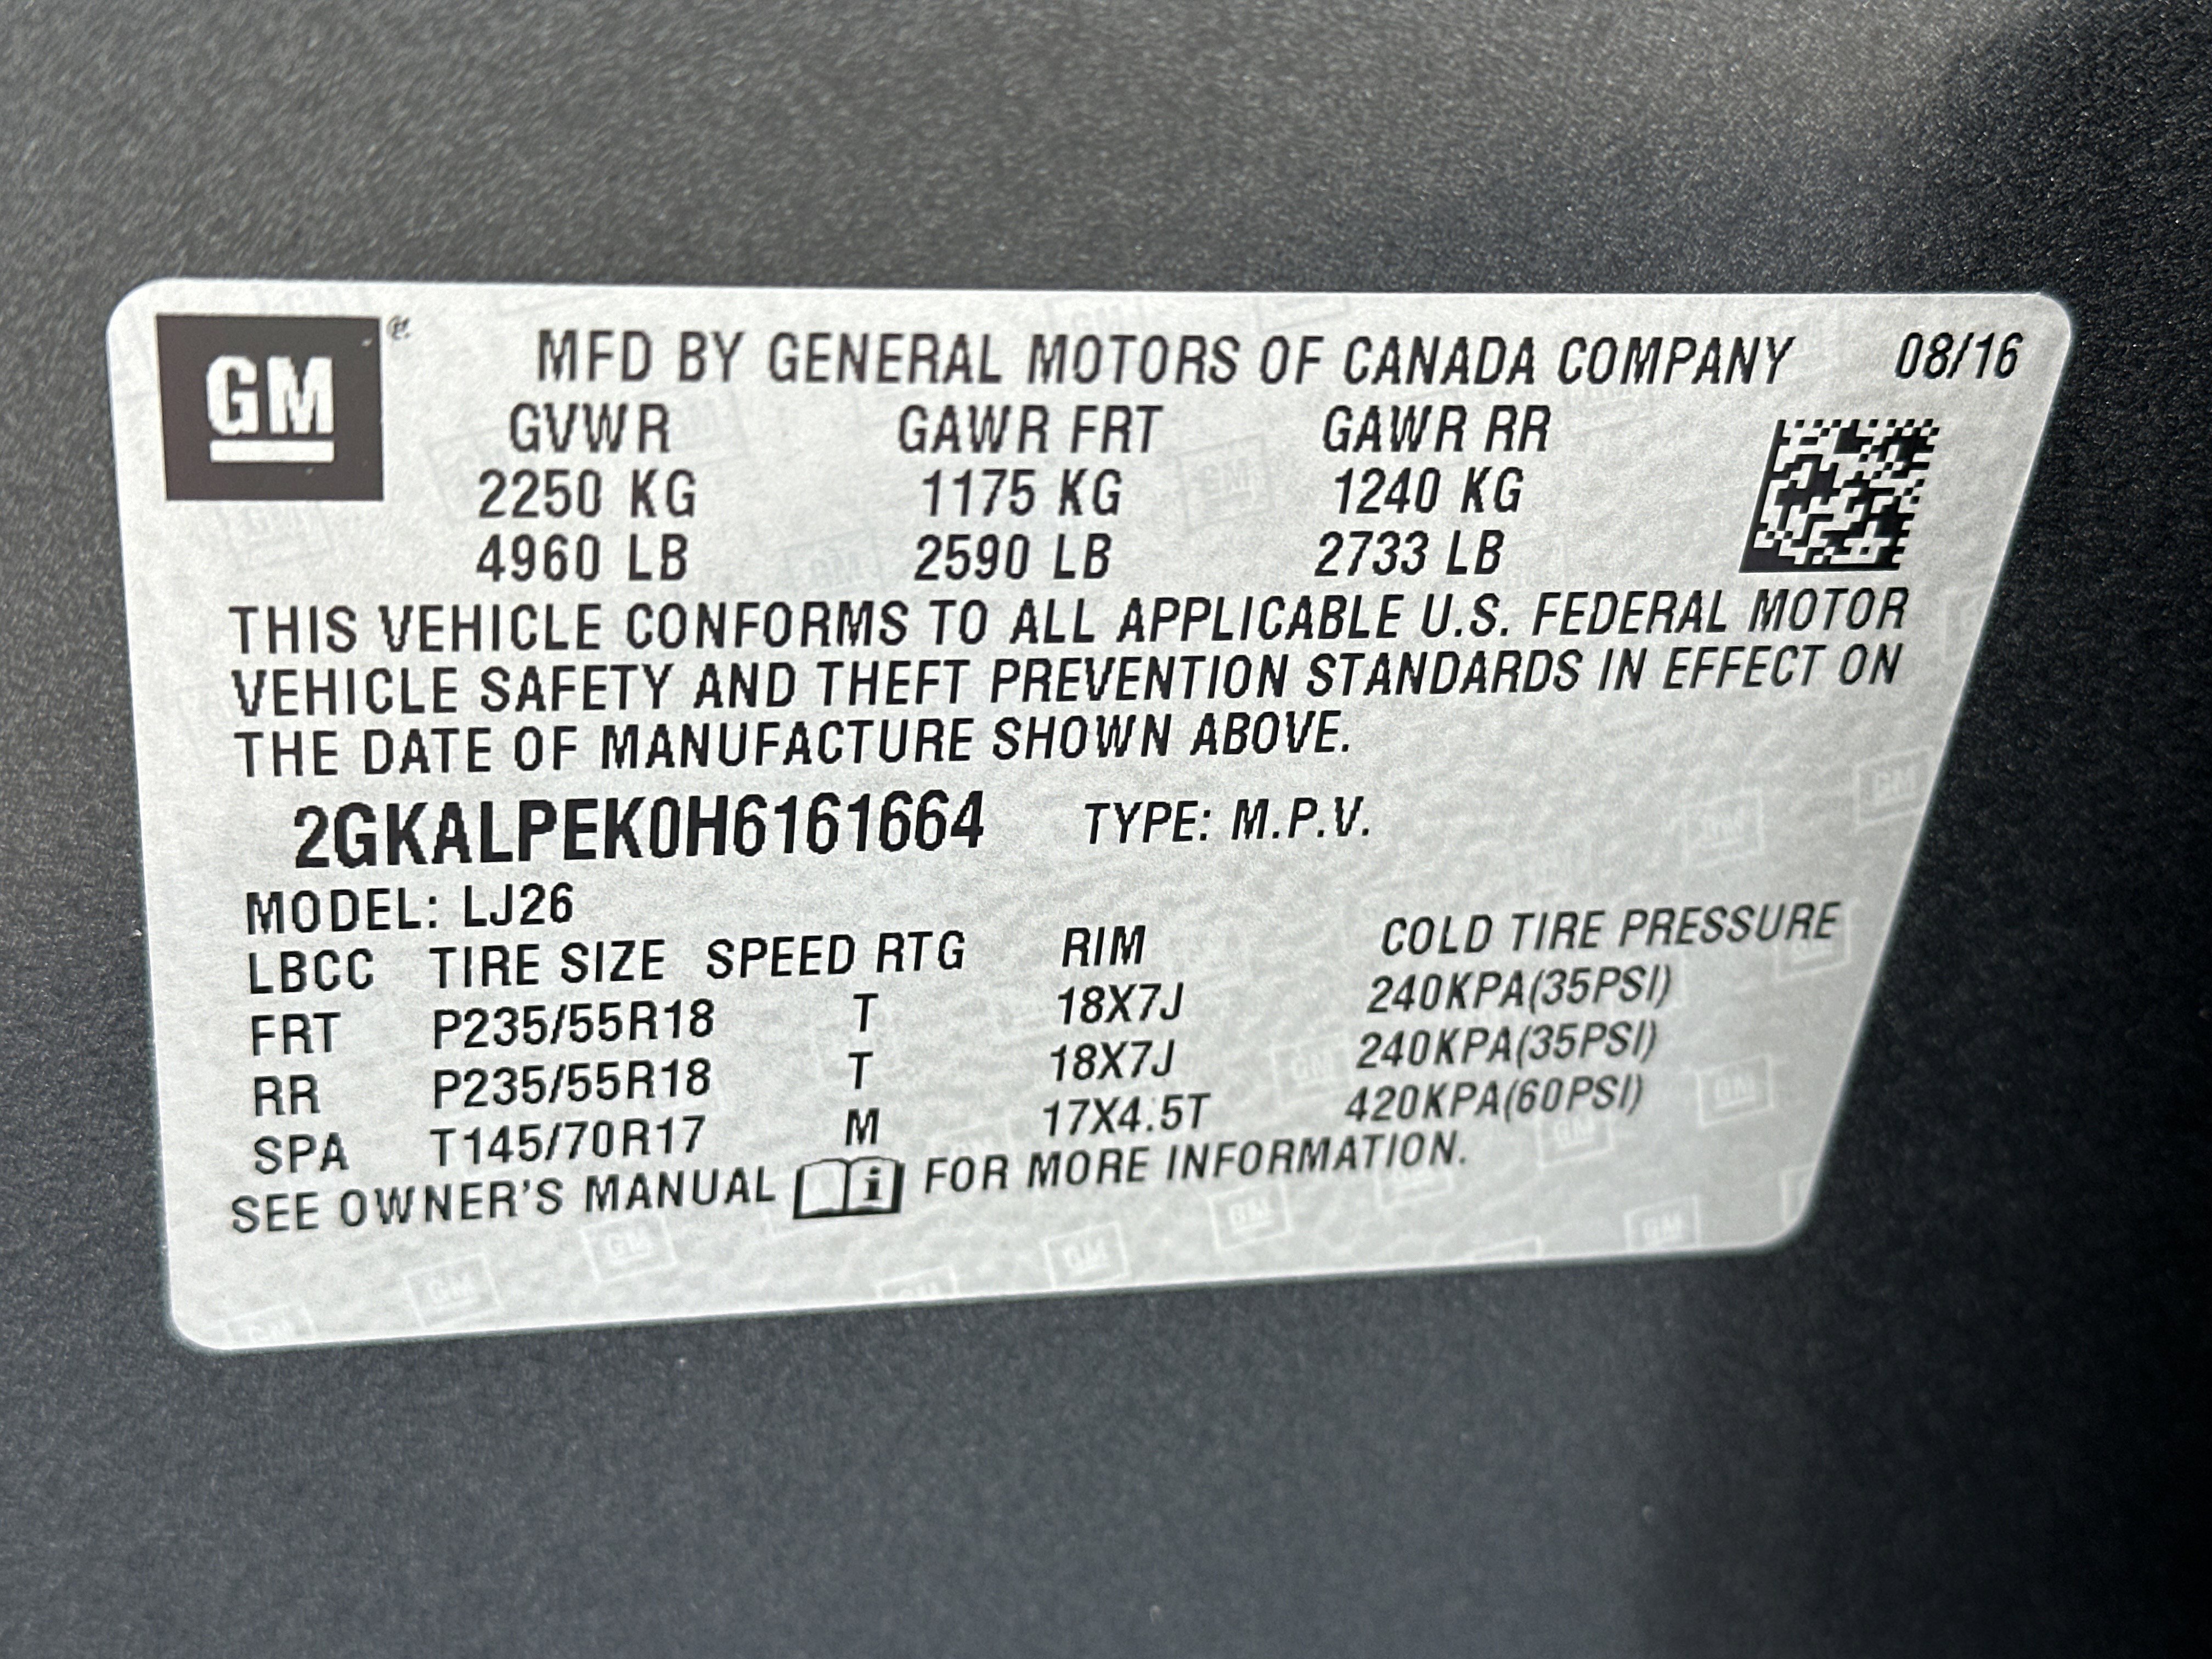 GM
MFD BY GENERAL MOTORS OF CANADA COMPANY 08/16
GVWR GAWR FRT GAWR RR
2250 KG 1175 KG 1240 KG
4960 LB 2590 LB 2733 LB
THIS VEHICLE CONFORMS TO ALL APPLICABLE U.S. FEDERAL MOTOR
VEHICLE SAFETY AND THEFT PREVENTION STANDARDS IN EFFECT ON
THE DATE OF MANUFACTURE SHOWN ABOVE.
2GKALPEK0H6161664 TYPE: M.P.V.
MODEL: LJ26
LBCC TIRE SIZE SPEED RTG RIM COLD TIRE PRESSURE
FRT P235/55R18 T 18X7J 240KPA(35PSI)
RR P235/55R18 T 18X7J 240KPA(35PSI)
SPA T145/70R17 M 17X4.5T 420KPA(60PSI)
SEE OWNER'S MANUAL i FOR MORE INFORMATION.